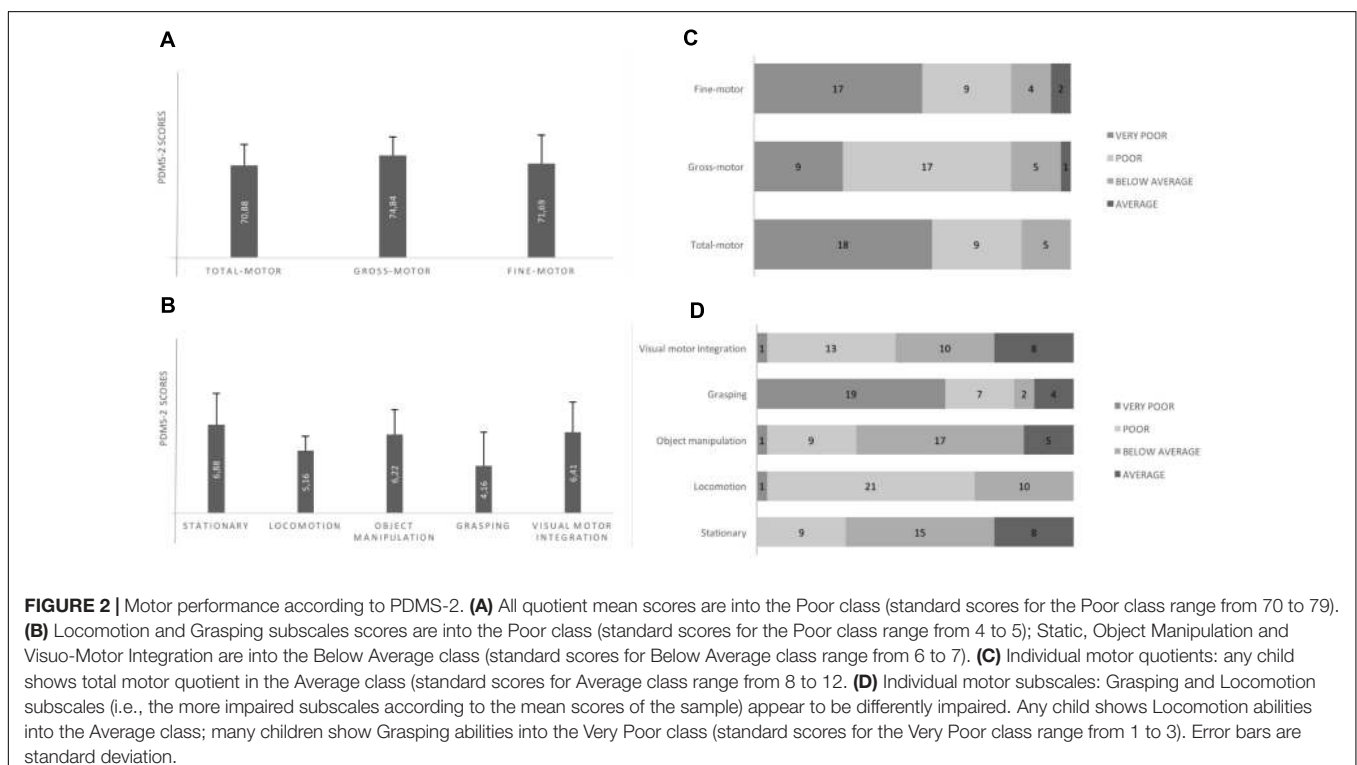 A
PDMS-2 SCORES
70,88
74,84
71,69
TOTAL-MOTOR GROSS-MOTOR FINE-MOTOR
B
PDMS-2 SCORES
6,88
5,16
6,22
4,16
6,41
STATIONARY LOCOMOTION OBJECT GRASPING VISUAL MOTOR
MANIPULATION INTEGRATION
C
Fine-motor 17 9 4 2
Gross-motor 9 17 5 1
Total-motor 18 9 5
VERY POOR
POOR
BELOW AVERAGE
AVERAGE
D
Visual motor integration 1 13 10 8
Grasping 19 7 2 4
Object manipulation 1 9 17 5
Locomotion 1 21 10
Stationary 9 15 8
VERY POOR
POOR
BELOW AVERAGE
AVERAGE
FIGURE 2 | Motor performance according to PDMS-2. (A) All quotient mean scores are into the Poor class (standard scores for the Poor class range from 70 to 79).
(B) Locomotion and Grasping subscales scores are into the Poor class (standard scores for the Poor class range from 4 to 5); Static, Object Manipulation and
Visuo-Motor Integration are into the Below Average class (standard scores for Below Average class range from 6 to 7). (C) Individual motor quotients: any child
shows total motor quotient in the Average class (standard scores for Average class range from 8 to 12. (D) Individual motor subscales: Grasping and Locomotion
subscales (i.e., the more impaired subscales according to the mean scores of the sample) appear to be differently impaired. Any child shows Locomotion abilities
into the Average class; many children show Grasping abilities into the Very Poor class (standard scores for the Very Poor class range from 1 to 3). Error bars are
standard deviation.